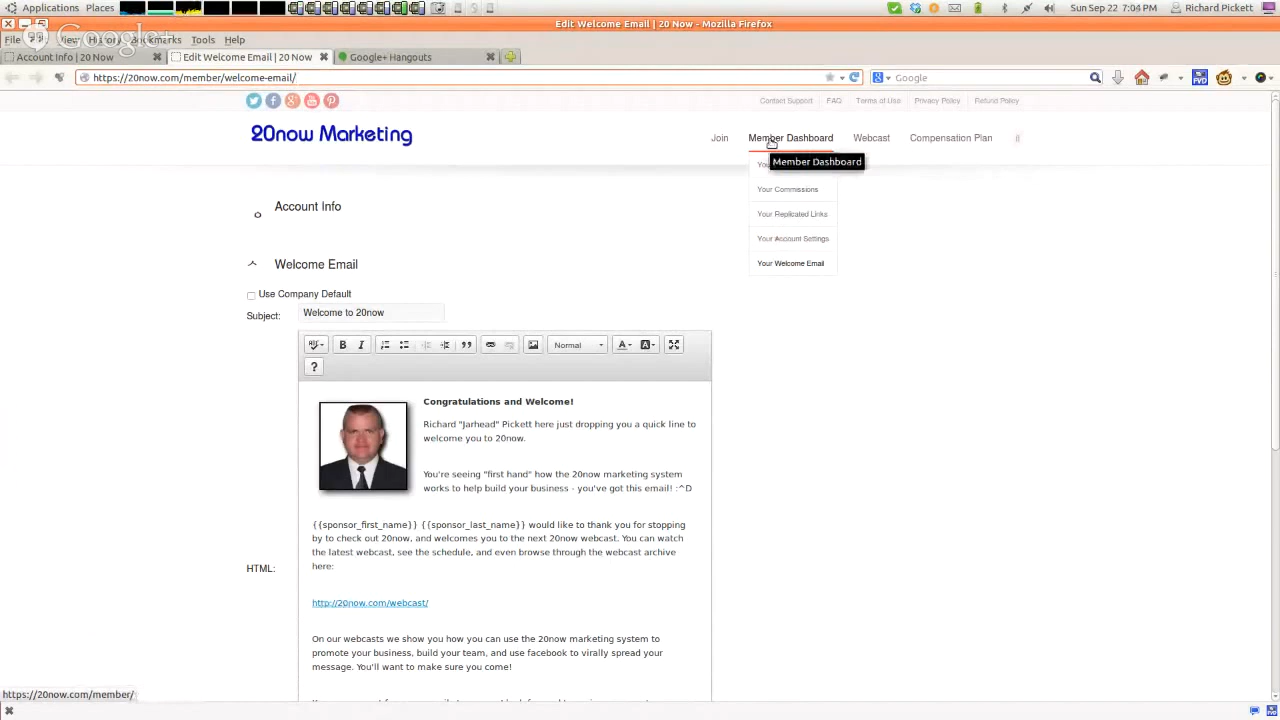 Applications Places Sun Sep 22 7:04 PM Richard Pickett
Edit Welcome Email | 20 Now - Mozilla Firefox
File View History Bookmarks Tools Help
Google+
Account Info | 20 Now Edit Welcome Email | 20 Now Google+ Hangouts
https://20now.com/member/welcome-email/ Google
Contact Support FAQ Terms of Use Privacy Policy Refund Policy
20now Marketing
Join Member Dashboard Webcast Compensation Plan
Member Dashboard
Your Commissions
Your Replicated Links
Your Account Settings
Your Welcome Email
Account Info
Welcome Email
Use Company Default
Subject: Welcome to 20now
ABC B I Normal A A
?
Congratulations and Welcome!
Richard "Jarhead" Pickett here just dropping you a quick line to
welcome you to 20now.
You're seeing "first hand" how the 20now marketing system
works to help build your business - you've got this email! :^D
{{sponsor_first_name}} {{sponsor_last_name}} would like to thank you for stopping
by to check out 20now, and welcomes you to the next 20now webcast. You can watch
the latest webcast, see the schedule, and even browse through the webcast archive
here:
HTML:
http://20now.com/webcast/
On our webcasts we show you how you can use the 20now marketing system to
promote your business, build your team, and use facebook to virally spread your
message. You'll want to make sure you come!
https://20now.com/member/